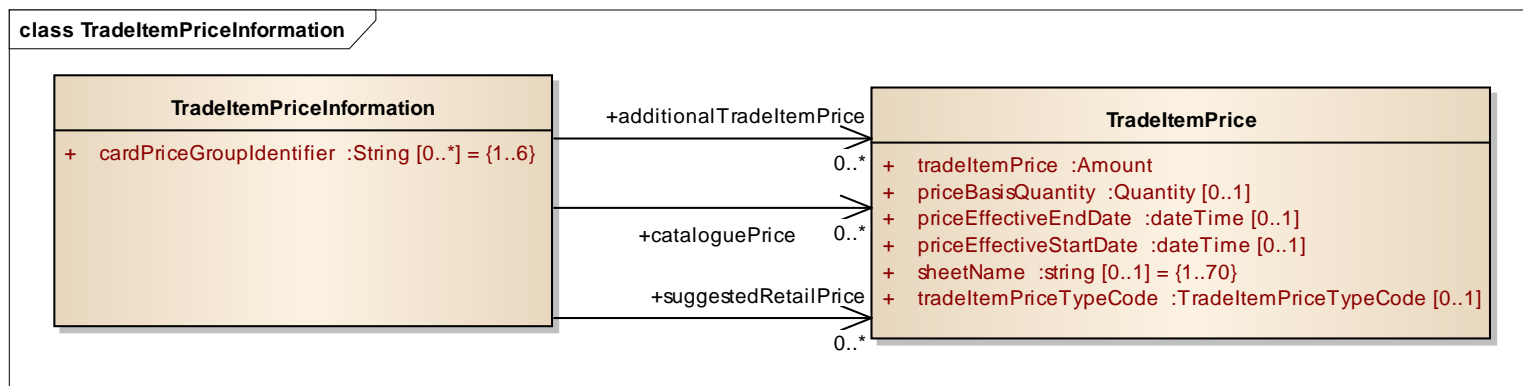 class TradeItemPriceInformation
TradeItemPriceInformation
+ cardPriceGroupIdentifier :String [0..*] = {1..6}
+additionalTradeItemPrice
0..*
+cataloguePrice
0..*
+suggestedRetailPrice
0..*
TradeItemPrice
+ tradeItemPrice :Amount
+ priceBasisQuantity :Quantity [0..1]
+ priceEffectiveEndDate :dateTime [0..1]
+ priceEffectiveStartDate :dateTime [0..1]
+ sheetName :string [0..1] = {1..70}
+ tradeItemPriceTypeCode :TradeItemPriceTypeCode [0..1]